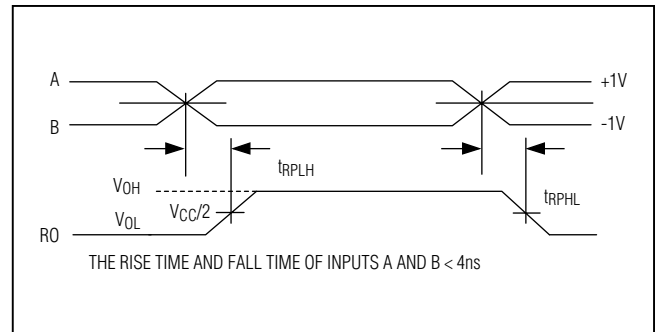 A
+1V
B
-1V
tRPLH
VOH
tRPHL
VOL
VCC/2
RO
THE RISE TIME AND FALL TIME OF INPUTS A AND B < 4ns